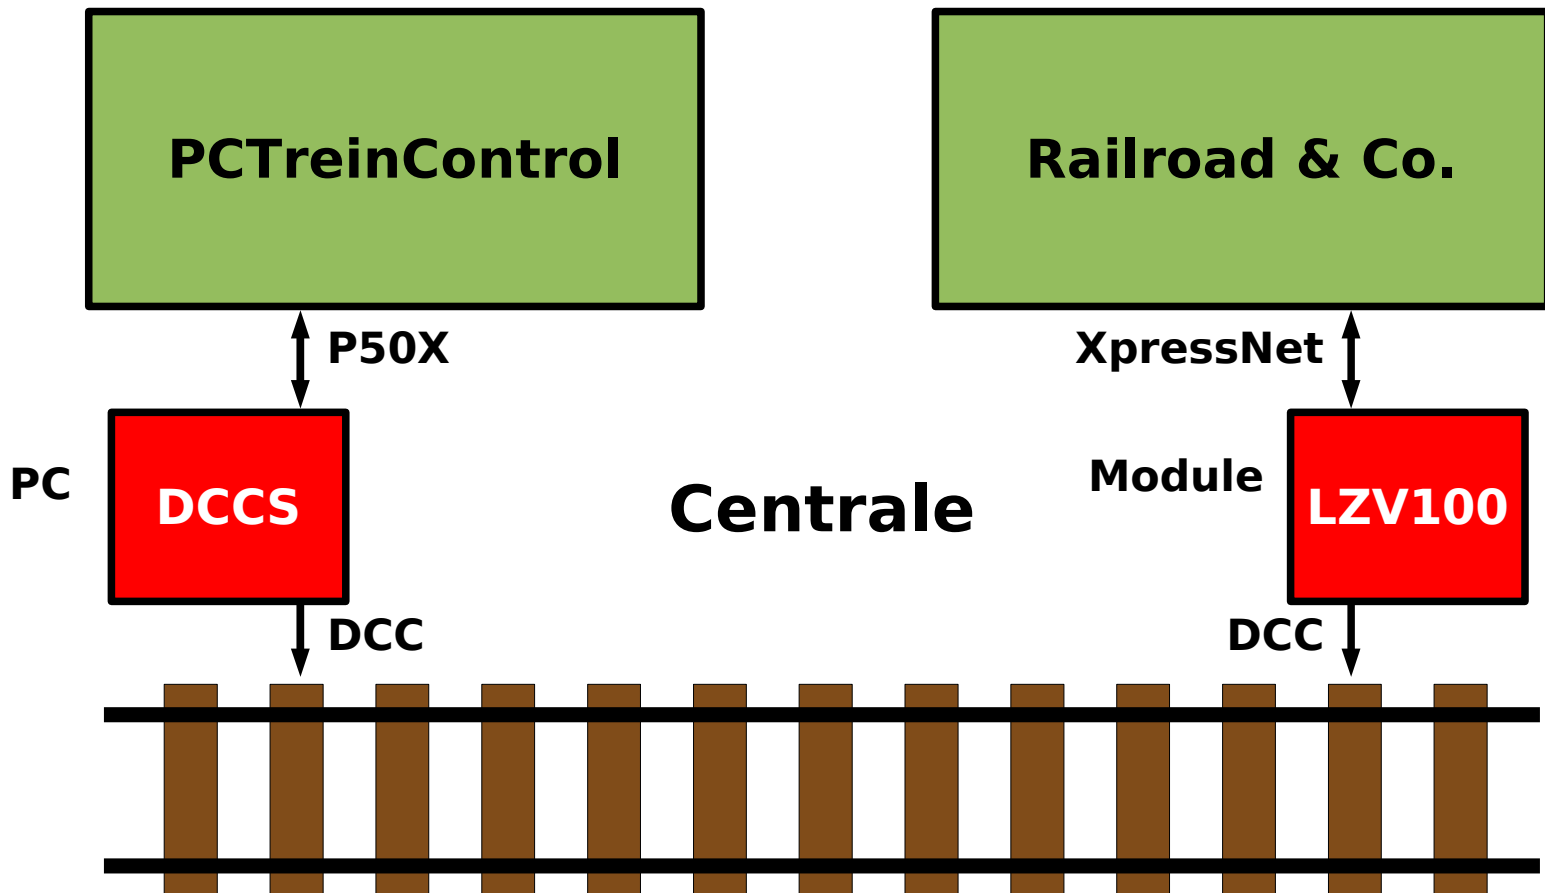 PCTreinControl
Railroad & Co.
P50X
XpressNet
PC
DCCS
Centrale
Module
LZV100
DCC
DCC